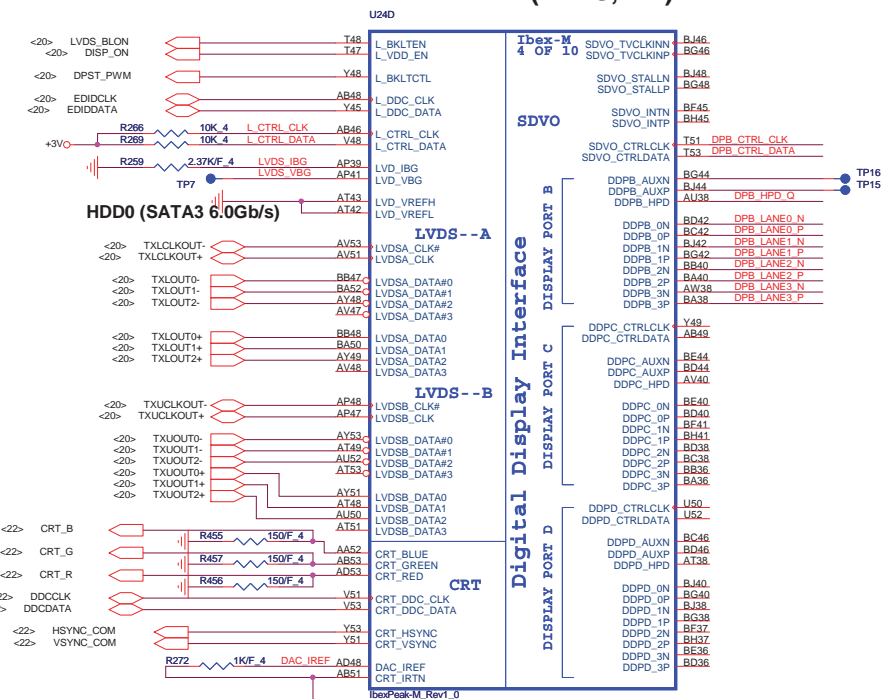 U24D
<20> LVDS_BLON T48 L_BKLTEN
<20> DISP_ON T47 L_VDD_EN
<20> DPST_PWM Y48 L_BKLTCTL
<20> EDIDCLK AB48 L_DDC_CLK
<20> EDIDDATA Y45 L_DDC_DATA
+3V R266 10K_4 L_CTRL_CLK AB46 L_CTRL_CLK
R269 10K_4 L_CTRL_DATA V48 L_CTRL_DATA
R259 2.37K/F_4 LVDS_IBG AP39 LVD_IBG
TP7 LVDS_VBG AP41 LVD_VBG
AT43 LVD_VREFH
AT42 LVD_VREFL
HDD0 (SATA3 6.0Gb/s)
LVDS--A
<20> TXLCLKOUT- AV53 LVDSA_CLK#
<20> TXLCLKOUT+ AV51 LVDSA_CLK
<20> TXLOUT0- BB47 LVDSA_DATA#0
<20> TXLOUT1- BA52 LVDSA_DATA#1
<20> TXLOUT2- AY48 LVDSA_DATA#2
AV47 LVDSA_DATA#3
<20> TXLOUT0+ BB48 LVDSA_DATA0
<20> TXLOUT1+ BA50 LVDSA_DATA1
<20> TXLOUT2+ AY49 LVDSA_DATA2
AV48 LVDSA_DATA3
LVDS--B
<20> TXUCLKOUT- AP48 LVDSB_CLK#
<20> TXUCLKOUT+ AP47 LVDSB_CLK
<20> TXUOUT0- AY53 LVDSB_DATA#0
<20> TXUOUT1- AT49 LVDSB_DATA#1
<20> TXUOUT2- AU52 LVDSB_DATA#2
<20> TXUOUT0+ AT53 LVDSB_DATA#3
<20> TXUOUT1+ AY51 LVDSB_DATA0
<20> TXUOUT2+ AT48 LVDSB_DATA1
AU50 LVDSB_DATA2
AT51 LVDSB_DATA3
<22> CRT_B R455 150/F_4 AA52 CRT_BLUE
<22> CRT_G R457 150/F_4 AB53 CRT_GREEN
<22> CRT_R R456 150/F_4 AD53 CRT_RED
CRT
DDCCLK V51 CRT_DDC_CLK
DDCDATA V53 CRT_DDC_DATA
<22> HSYNC_COM Y53 CRT_HSYNC
<22> VSYNC_COM Y51 CRT_VSYNC
R272 1K/F_4 DAC_IREF AD48 DAC_IREF
AB51 CRT_IRTN
IbexPeak-M_Rev1_0
Digital Display Interface
Ibex-M
4 OF 10
SDVO_TVCLKINN BJ46
SDVO_TVCLKINP BG46
SDVO_STALLN BJ48
SDVO_STALLP BG48
SDVO
SDVO_INTN BF45
SDVO_INTP BH45
SDVO_CTRLCLK T51 DPB_CTRL_CLK
SDVO_CTRLDATA T53 DPB_CTRL_DATA
DISPLAY PORT B
DDPB_AUXN BG44 TP16
DDPB_AUXP BJ44 TP15
DDPB_HPD AU38 DPB_HPD_Q
DDPB_0N BD42 DPB_LANE0_N
DDPB_0P BC42 DPB_LANE0_P
DDPB_1N BJ42 DPB_LANE1_N
DDPB_1P BG42 DPB_LANE1_P
DDPB_2N BB40 DPB_LANE2_N
DDPB_2P BA40 DPB_LANE2_P
DDPB_3N AW38 DPB_LANE3_N
DDPB_3P BA38 DPB_LANE3_P
DISPLAY PORT C
DDPC_CTRLCLK Y49
DDPC_CTRLDATA AB49
DDPC_AUXN BE44
DDPC_AUXP BD44
DDPC_HPD AV40
DDPC_0N BE40
DDPC_0P BD40
DDPC_1N BF41
DDPC_1P BH41
DDPC_2N BD38
DDPC_2P BC38
DDPC_3N BB36
DDPC_3P BA36
DISPLAY PORT D
DDPD_CTRLCLK U50
DDPD_CTRLDATA U52
DDPD_AUXN BC46
DDPD_AUXP BD46
DDPD_HPD AT38
DDPD_0N BJ40
DDPD_0P BG40
DDPD_1N BJ38
DDPD_1P BG38
DDPD_2N BF37
DDPD_2P BH37
DDPD_3N BE36
DDPD_3P BD36